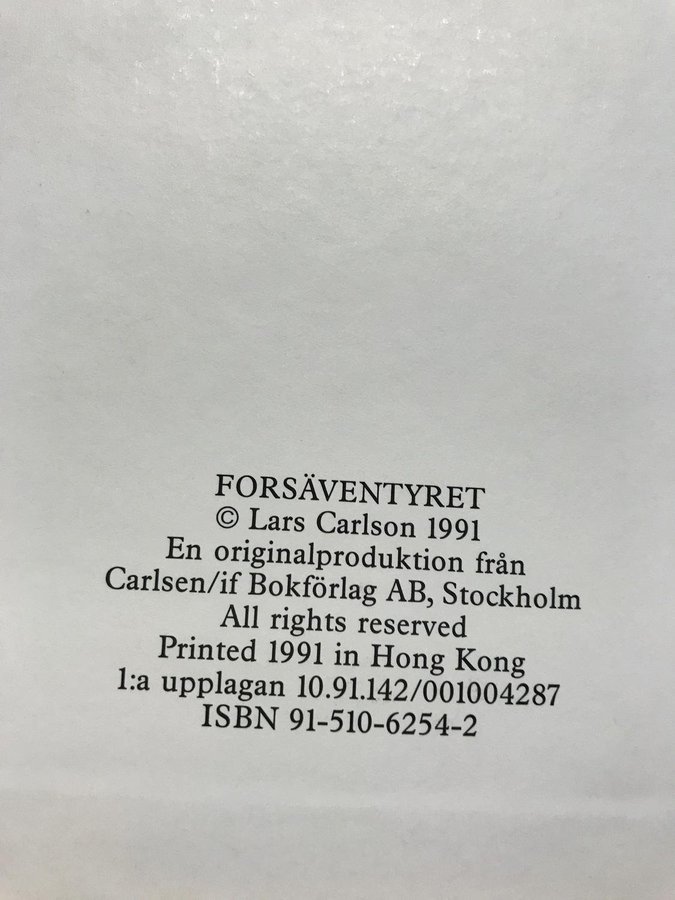 FORSÄVENTYRET
© Lars Carlson 1991
En originalproduktion från
Carlsen/if Bokförlag AB, Stockholm
All rights reserved
Printed 1991 in Hong Kong
1:a upplagan 10.91.142/001004287
ISBN 91-510-6254-2